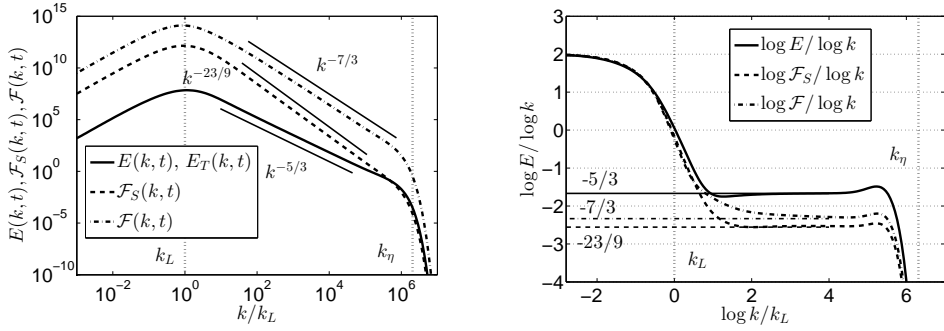 E(k, t), F_S(k, t), F(k, t)
10^15
10^10
10^5
10^0
10^−5
10^−10
k^−7/3
k^−23/9
k^−5/3
E(k, t), E_T(k, t)
F_S(k, t)
F(k, t)
k_L
k_η
10^−2
10^0
10^2
10^4
10^6
k/k_L
log E/ log k
3
2
1
0
−1
−2
−3
−4
log E/ log k
log F_S/ log k
log F/ log k
k_η
-5/3
-7/3
-23/9
k_L
−2
0
2
4
6
log k/k_L